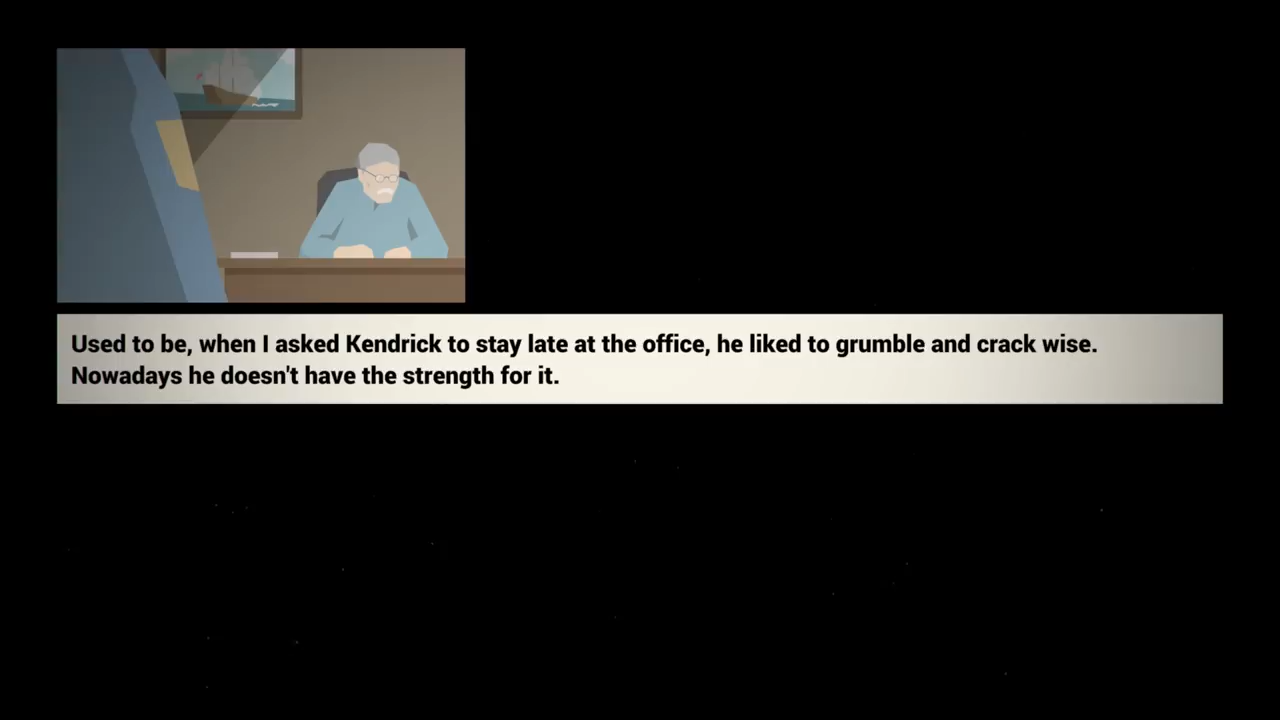 Used to be, when I asked Kendrick to stay late at the office, he liked to grumble and crack wise.
Nowadays he doesn't have the strength for it.